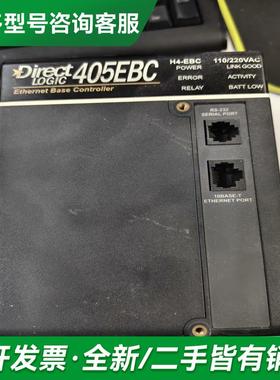 多型号咨询客服
Direct
LOGIC 405EBC
Ethernet Base Controller
H4-EBC 110/220VAC
POWER LINK GOOD
ERROR ACTIVITY
RELAY BATT LOW
RS-232
SERIAL PORT
10BASE-T
ETHERNET PORT
开发票·全新/二手皆有销